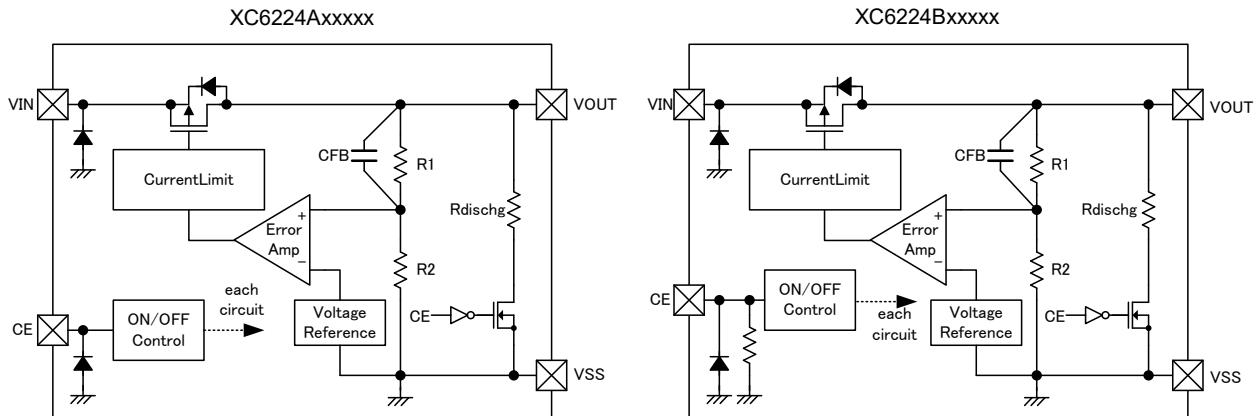 XC6224Axxxxx
VIN
VOUT
CFB
R1
CurrentLimit
Rdischg
+
Error
Amp
−
R2
each
circuit
CE
ON/OFF
Control
Voltage
Reference
CE
VSS
XC6224Bxxxxx
VIN
VOUT
CFB
R1
CurrentLimit
Rdischg
+
Error
Amp
−
R2
CE
ON/OFF
Control
each
circuit
Voltage
Reference
CE
VSS